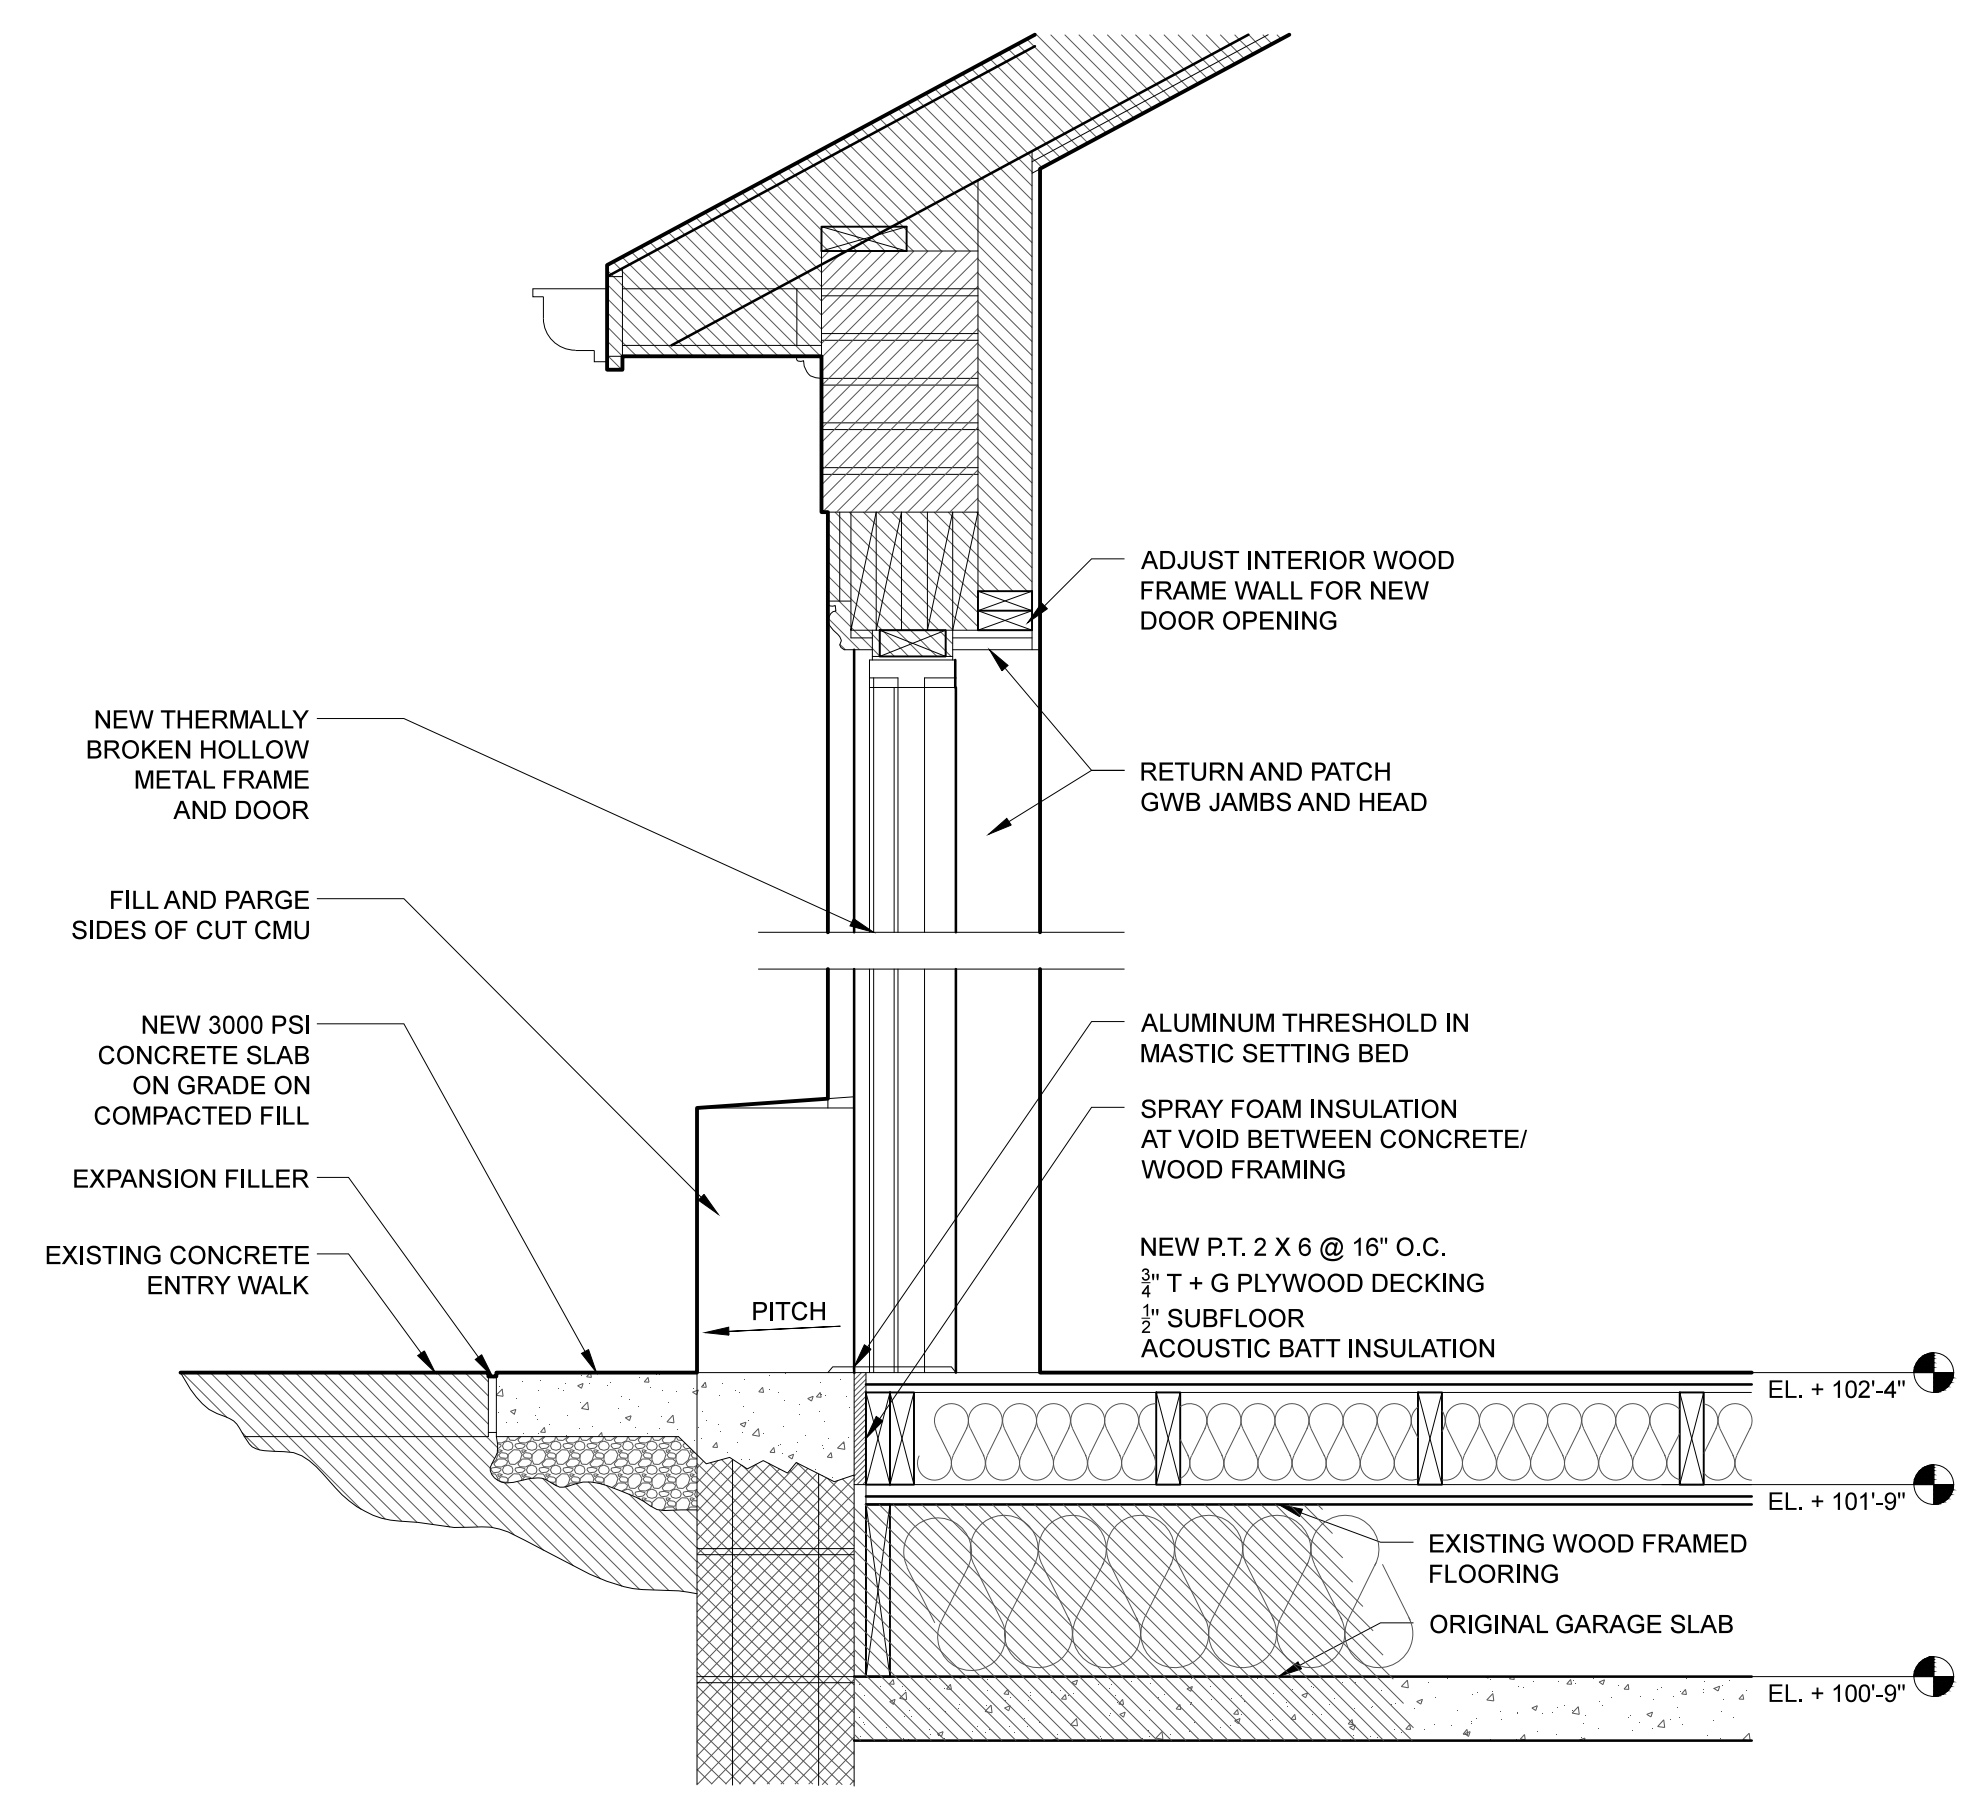 ADJUST INTERIOR WOOD
FRAME WALL FOR NEW
DOOR OPENING
NEW THERMALLY
BROKEN HOLLOW
METAL FRAME
AND DOOR
RETURN AND PATCH
GWB JAMBS AND HEAD
FILL AND PARGE
SIDES OF CUT CMU
NEW 3000 PSI
CONCRETE SLAB
ON GRADE ON
COMPACTED FILL
ALUMINUM THRESHOLD IN
MASTIC SETTING BED
SPRAY FOAM INSULATION
AT VOID BETWEEN CONCRETE/
WOOD FRAMING
EXPANSION FILLER
EXISTING CONCRETE
ENTRY WALK
NEW P.T. 2 X 6 @ 16" O.C.
3/4" T + G PLYWOOD DECKING
1/2" SUBFLOOR
ACOUSTIC BATT INSULATION
PITCH
EL. + 102'-4"
EL. + 101'-9"
EXISTING WOOD FRAMED
FLOORING
ORIGINAL GARAGE SLAB
EL. + 100'-9"